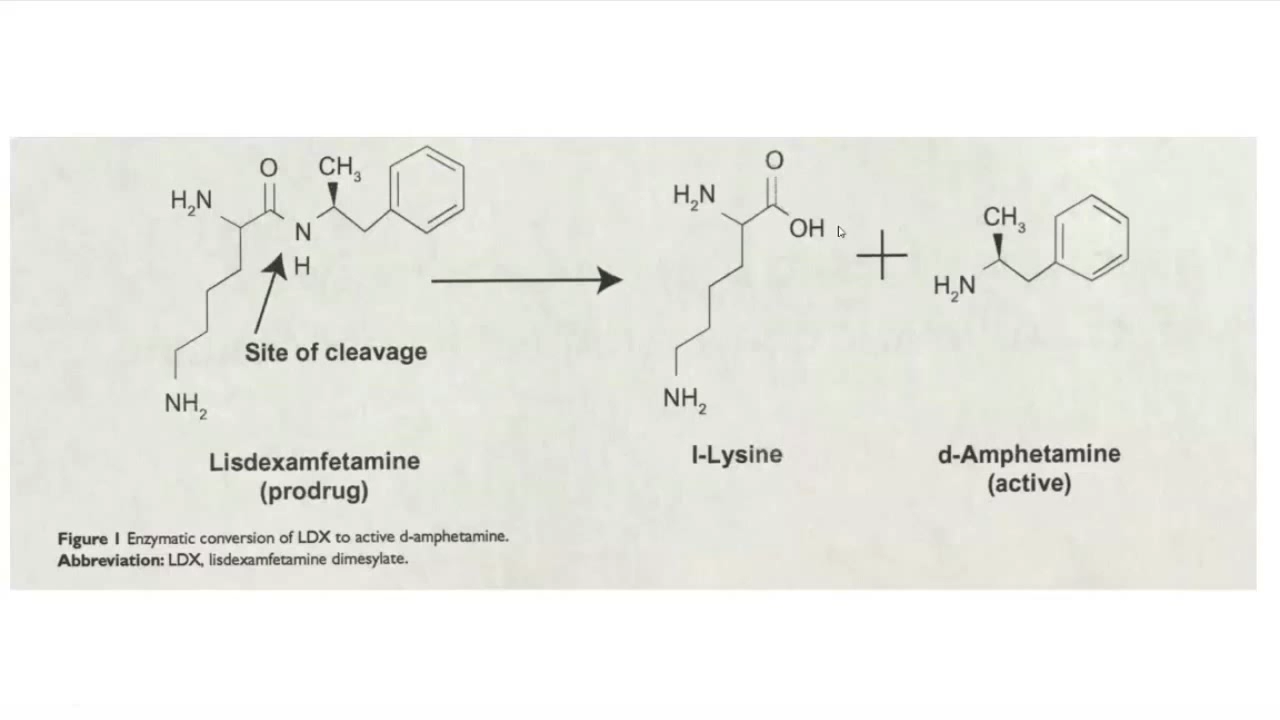 O
CH3
H2N
N
H
Site of cleavage
NH2
Lisdexamfetamine
(prodrug)
O
H2N
OH
NH2
l-Lysine
CH3
H2N
d-Amphetamine
(active)
Figure 1 Enzymatic conversion of LDX to active d-amphetamine.
Abbreviation: LDX, lisdexamfetamine dimesylate.